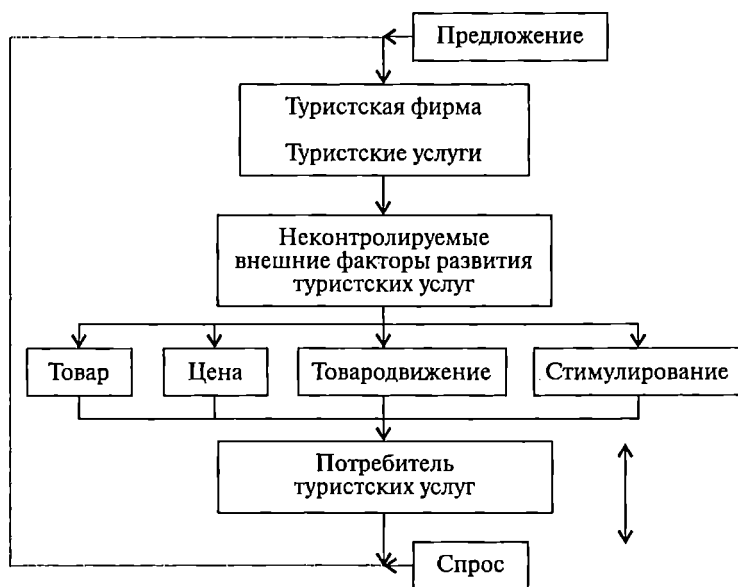 Предложение
Туристская фирма
Туристские услуги
Неконтролируемые
внешние факторы развития
туристских услуг
Товар
Цена
Товародвижение
Стимулирование
Потребитель
туристских услуг
Спрос